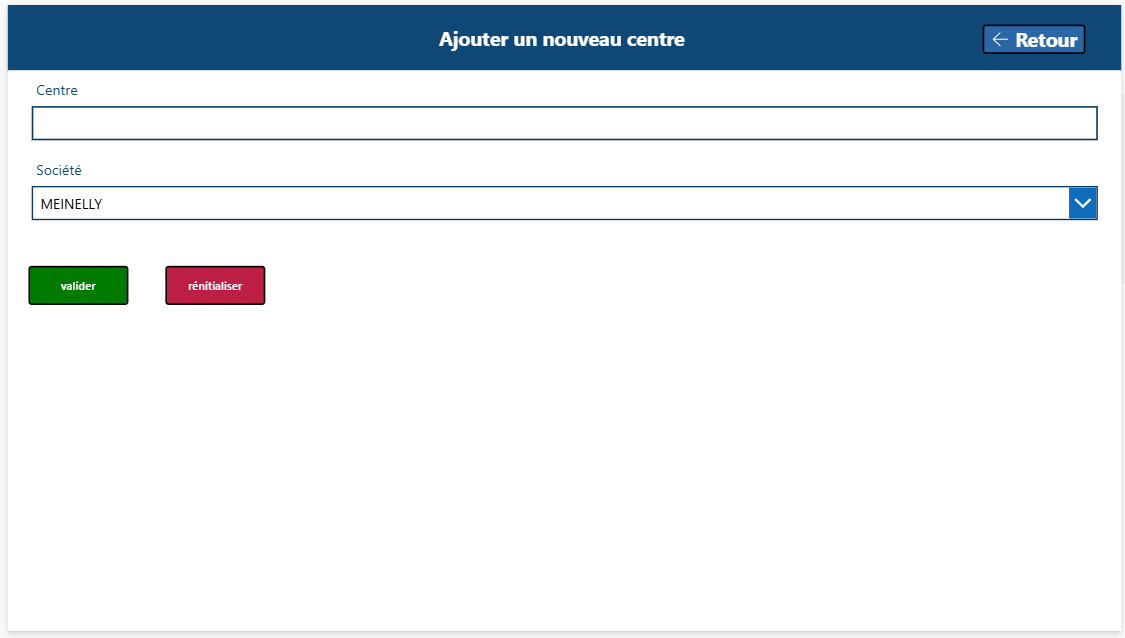 Ajouter un nouveau centre
Retour
Centre
Société
MEINELLY
valider
rénitialiser